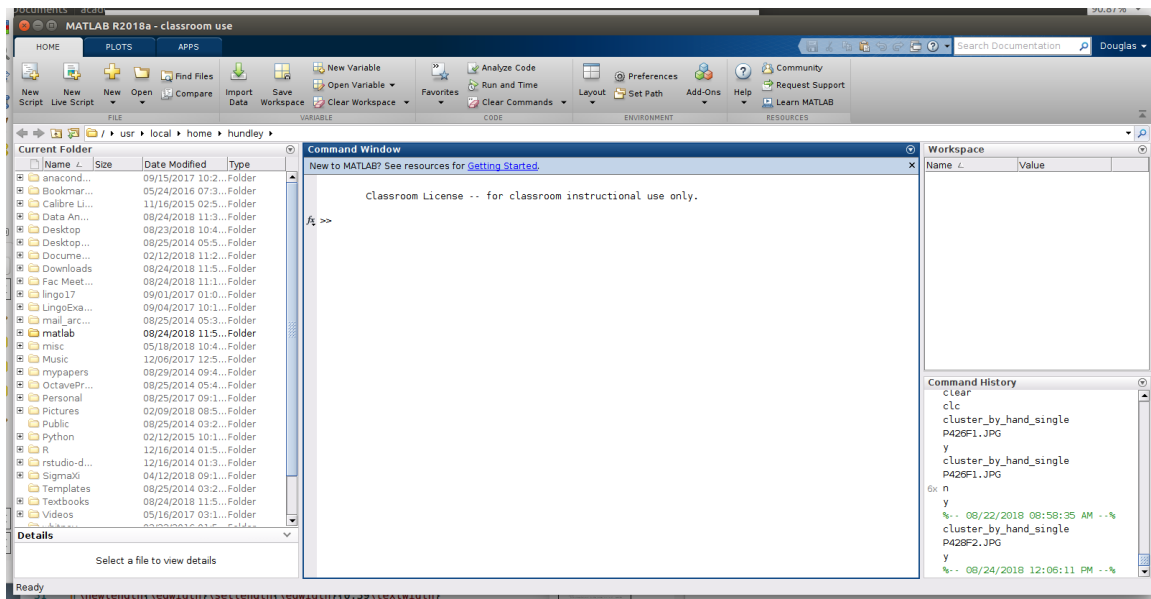 Documents acad
90.87%
MATLAB R2018a - classroom use
HOME PLOTS APPS
Search Documentation Douglas
New Script New Live Script New Open Find Files Compare Import Data Save Workspace New Variable Open Variable Clear Workspace Favorites Analyze Code Run and Time Clear Commands Layout Preferences Set Path Add-Ons Help Community Request Support Learn MATLAB
FILE VARIABLE CODE ENVIRONMENT RESOURCES
/ usr local home hundley
Current Folder
Name Size Date Modified Type
anacond... 09/15/2017 10:2... Folder
Bookmar... 05/24/2016 07:3... Folder
Calibre Li... 11/16/2015 02:5... Folder
Data An... 08/24/2018 11:3... Folder
Desktop 08/23/2018 10:4... Folder
Desktop... 08/25/2014 05:5... Folder
Docume... 02/12/2018 11:2... Folder
Downloads 08/24/2018 11:5... Folder
Fac Meet... 08/24/2018 11:1... Folder
lingo17 09/01/2017 01:0... Folder
LingoExa... 09/04/2017 10:1... Folder
mail_arc... 08/25/2014 05:3... Folder
matlab 08/24/2018 11:5... Folder
misc 05/18/2018 10:4... Folder
Music 12/06/2017 12:5... Folder
mypapers 08/29/2014 09:4... Folder
OctavePr... 08/25/2014 05:4... Folder
Personal 08/25/2017 09:1... Folder
Pictures 02/09/2018 08:5... Folder
Public 08/25/2014 03:2... Folder
Python 02/12/2015 10:1... Folder
R 12/16/2014 01:5... Folder
rstudio-d... 12/16/2014 01:3... Folder
SigmaXi 04/12/2018 09:1... Folder
Templates 08/25/2014 03:2... Folder
Textbooks 08/24/2018 11:5... Folder
Videos 05/16/2017 03:1... Folder
Details
Select a file to view details
Ready
Command Window
New to MATLAB? See resources for Getting Started.
Classroom License -- for classroom instructional use only.
fx >>
Workspace
Name Value
Command History
clear
clc
cluster_by_hand_single
P426F1.JPG
y
cluster_by_hand_single
P426F1.JPG
6x n
y
%-- 08/22/2018 08:58:35 AM --%
cluster_by_hand_single
P428F2.JPG
y
%-- 08/24/2018 12:06:11 PM --%